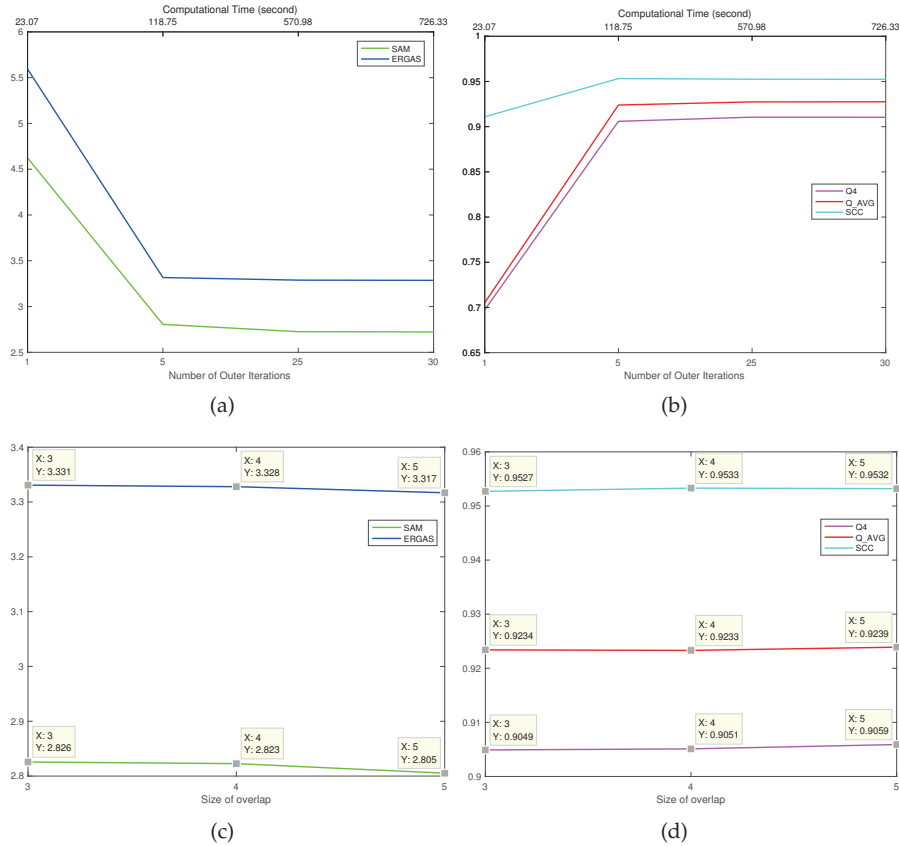 Computational Time (second)
23.07 118.75 570.98 726.33
6
5.5
5
4.5
4
3.5
3
2.5
SAM
ERGAS
1 5 25 30
Number of Outer Iterations
(a)
Computational Time (second)
23.07 118.75 570.98 726.33
1
0.95
0.9
0.85
0.8
0.75
0.7
0.65
Q4
Q_AVG
SCC
1 5 25 30
Number of Outer Iterations
(b)
3.4
3.3
3.2
3.1
3
2.9
2.8
X: 3
Y: 3.331
X: 4
Y: 3.328
X: 5
Y: 3.317
SAM
ERGAS
X: 3
Y: 2.826
X: 4
Y: 2.823
X: 5
Y: 2.805
3 4 5
Size of overlap
(c)
0.96
0.95
0.94
0.93
0.92
0.91
0.9
X: 3
Y: 0.9527
X: 4
Y: 0.9533
X: 5
Y: 0.9532
Q4
Q_AVG
SCC
X: 3
Y: 0.9234
X: 4
Y: 0.9233
X: 5
Y: 0.9239
X: 3
Y: 0.9049
X: 4
Y: 0.9051
X: 5
Y: 0.9059
3 4 5
Size of overlap
(d)